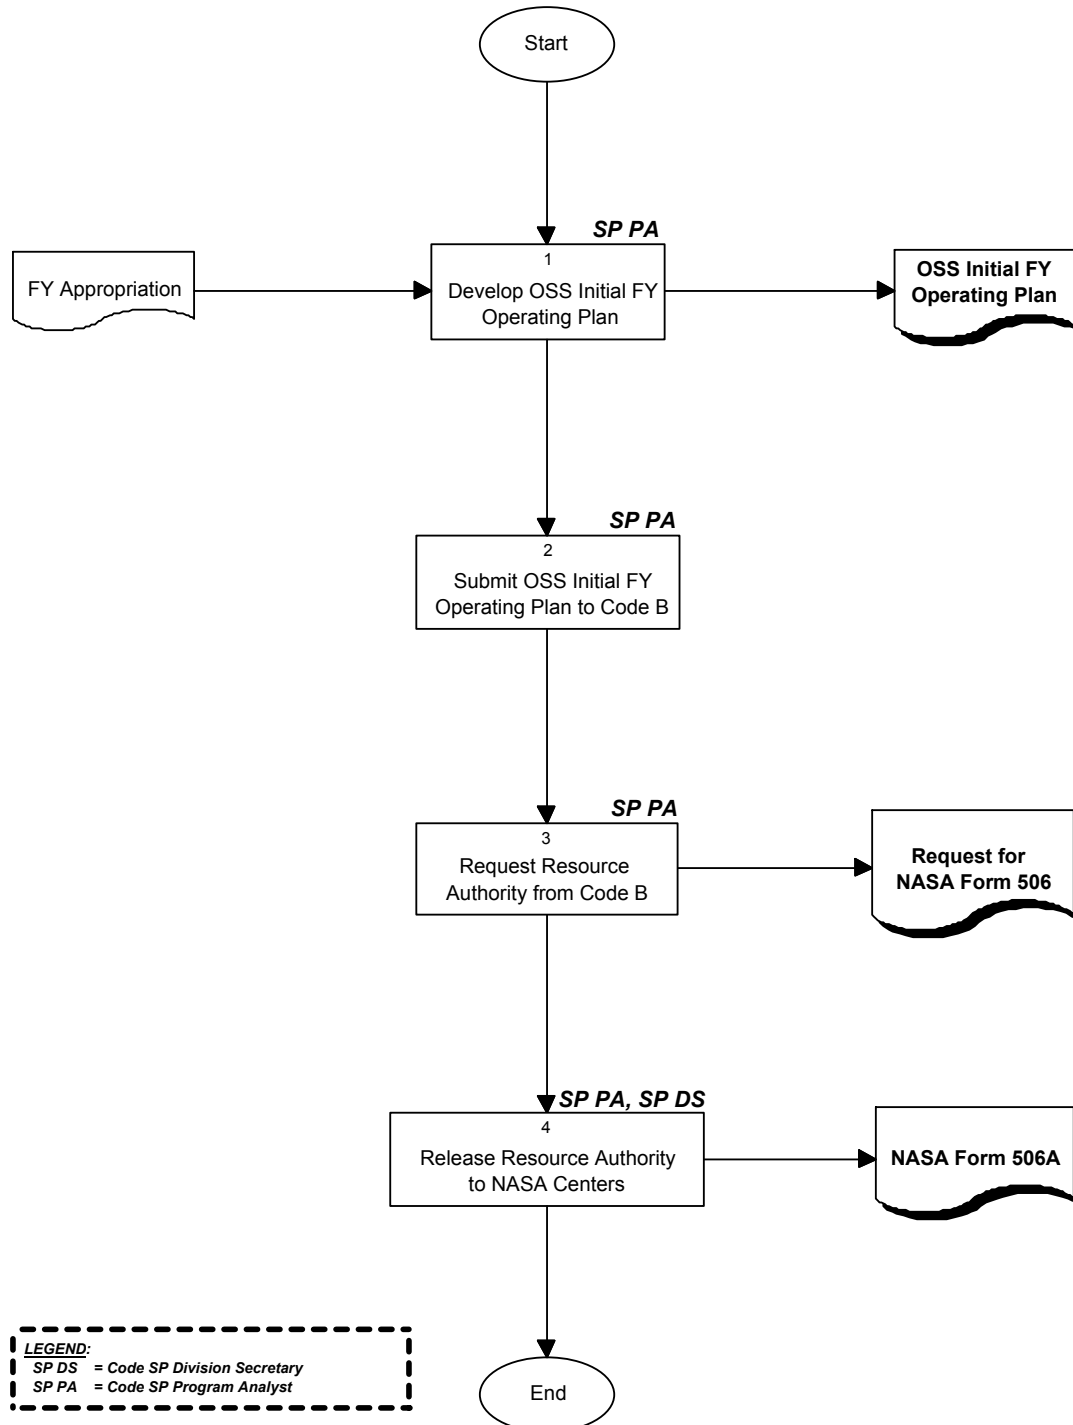 Start
SP PA
FY Appropriation
1
Develop OSS Initial FY
Operating Plan
OSS Initial FY
Operating Plan
SP PA
2
Submit OSS Initial FY
Operating Plan to Code B
SP PA
3
Request Resource
Authority from Code B
Request for
NASA Form 506
SP PA, SP DS
4
Release Resource Authority
to NASA Centers
NASA Form 506A
LEGEND:
SP DS = Code SP Division Secretary
SP PA = Code SP Program Analyst
End